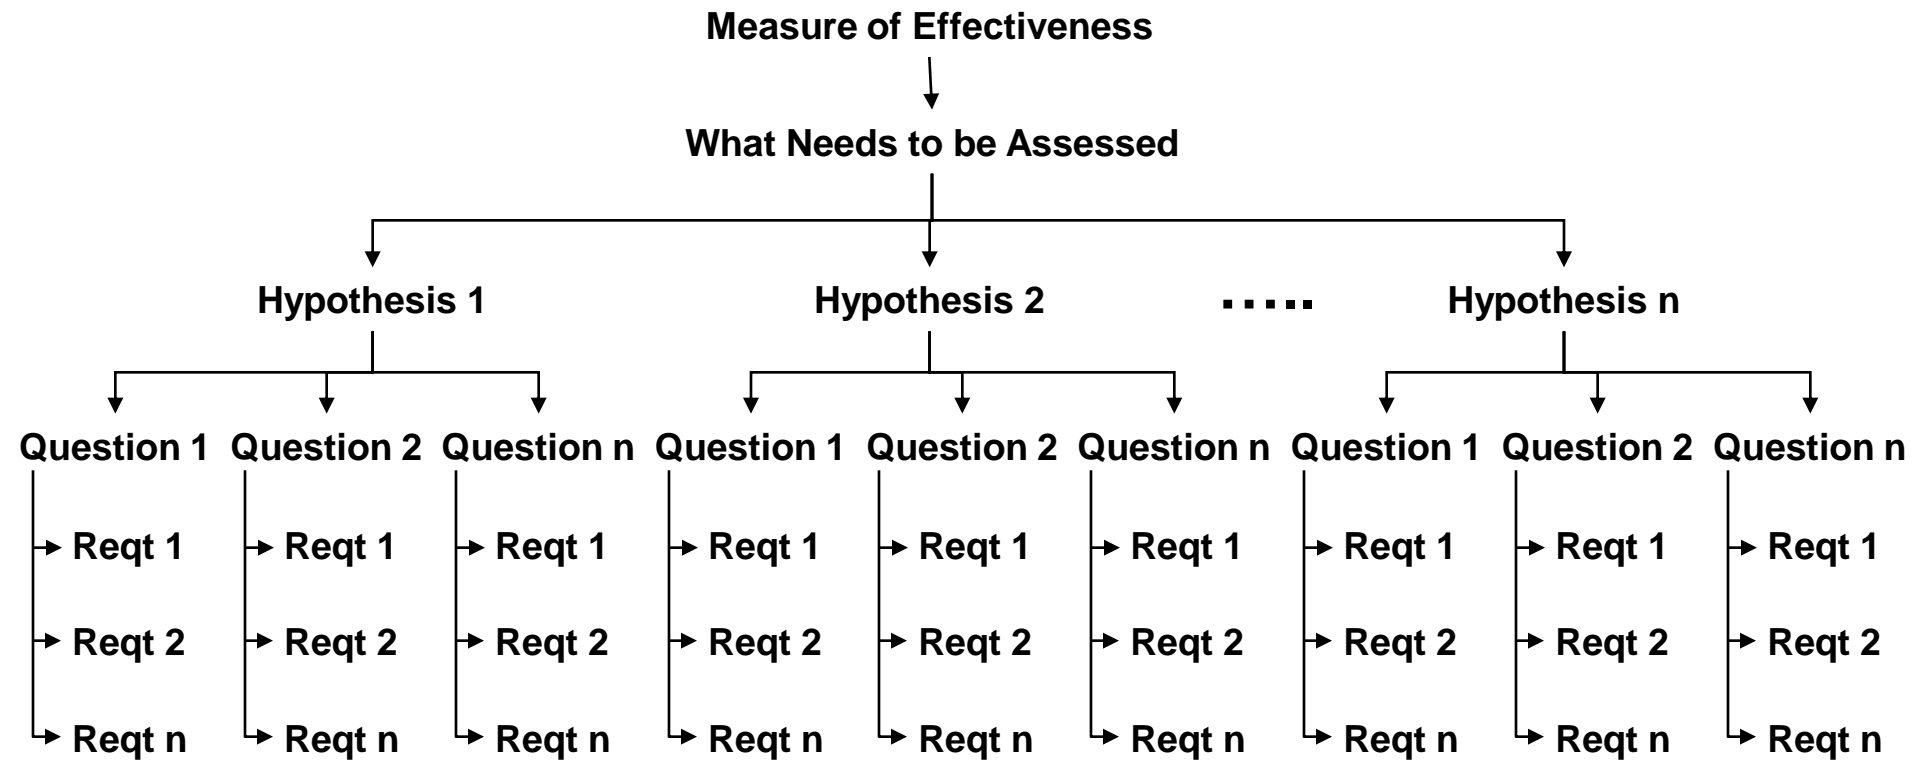 Measure of Effectiveness
What Needs to be Assessed
Hypothesis 1 Hypothesis 2 ..... Hypothesis n
Question 1 Question 2 Question n Question 1 Question 2 Question n Question 1 Question 2 Question n
Reqt 1 Reqt 1 Reqt 1 Reqt 1 Reqt 1 Reqt 1 Reqt 1 Reqt 1 Reqt 1
Reqt 2 Reqt 2 Reqt 2 Reqt 2 Reqt 2 Reqt 2 Reqt 2 Reqt 2 Reqt 2
Reqt n Reqt n Reqt n Reqt n Reqt n Reqt n Reqt n Reqt n Reqt n